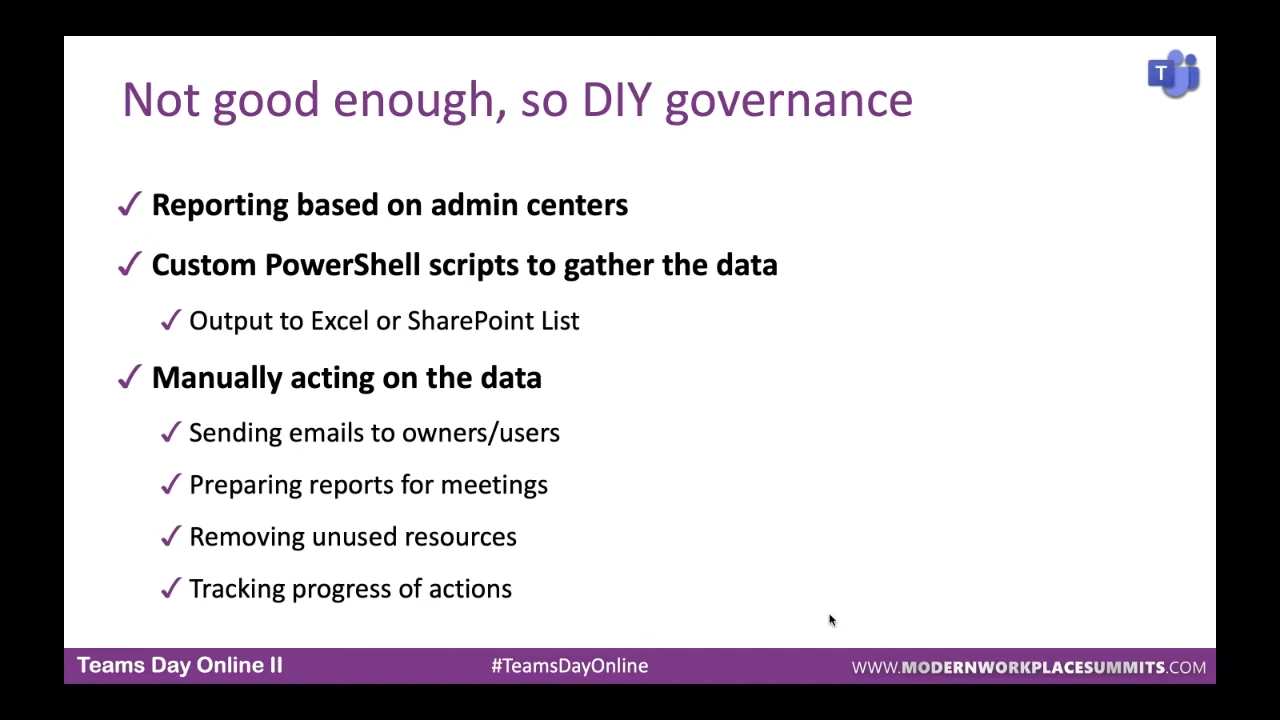 Not good enough, so DIY governance
T
✓ Reporting based on admin centers
✓ Custom PowerShell scripts to gather the data
✓ Output to Excel or SharePoint List
✓ Manually acting on the data
✓ Sending emails to owners/users
✓ Preparing reports for meetings
✓ Removing unused resources
✓ Tracking progress of actions
Teams Day Online II
#TeamsDayOnline
WWW.MODERNWORKPLACESUMMITS.COM